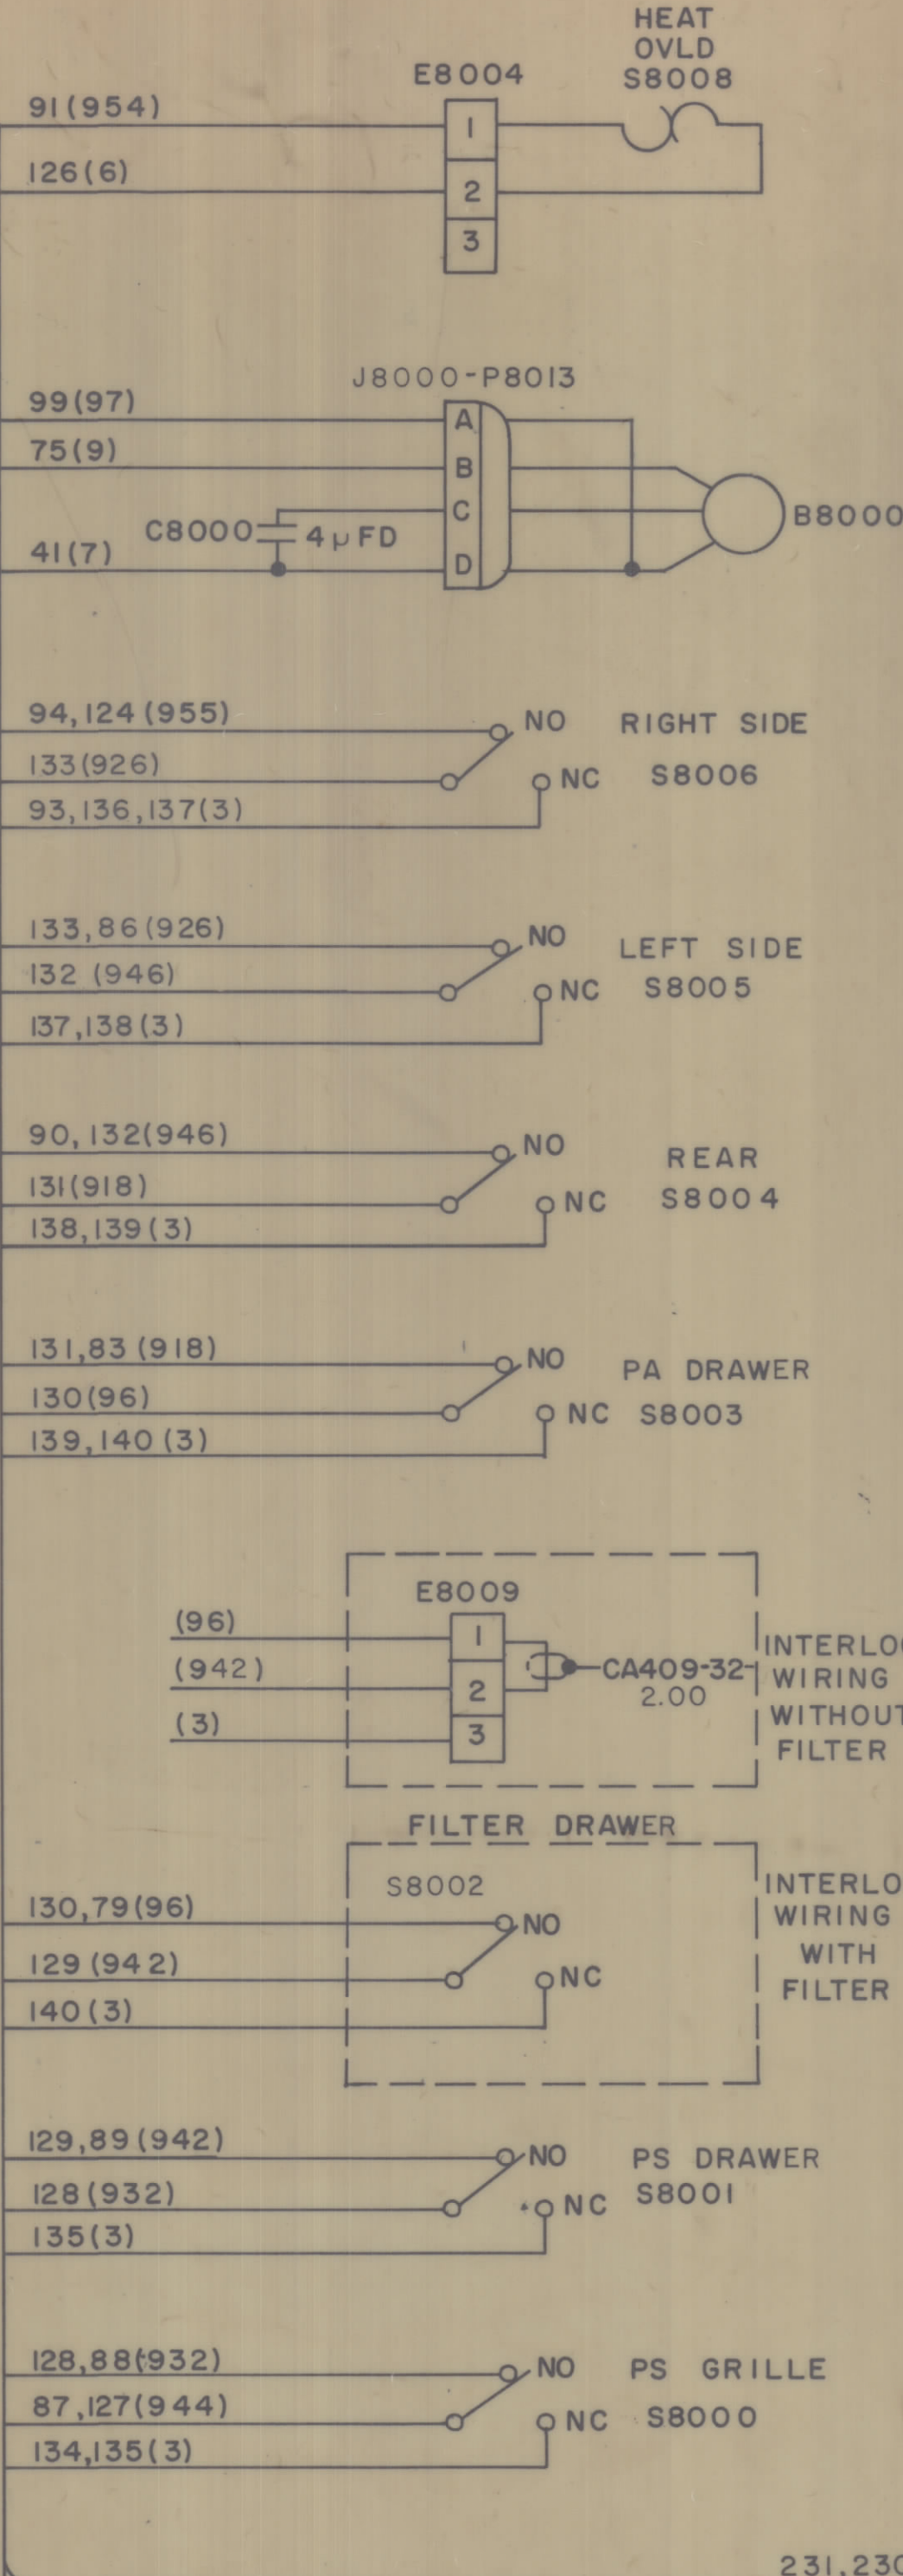 HEAT
OVLD
S8008
E8004
91(954)
1
126(6)
2
3
J8000-P8013
99(97)
A
75(9)
B
C
B8000
C8000
4μFD
41(7)
D
94,124(955)
NO
RIGHT SIDE
133(926)
NC
S8006
93,136,137(3)
133,86(926)
NO
LEFT SIDE
132 (946)
NC
S8005
137,138(3)
90,132(946)
NO
REAR
131(918)
NC
S8004
138,139(3)
131,83 (918)
NO
PA DRAWER
130(96)
NC
S8003
139,140(3)
E8009
(96)
1
INTERLO
(942)
2
CA409-32-
2.00
WIRING
WITHOUT
(3)
3
FILTER
FILTER DRAWER
S8002
INTERLO
130,79(96)
NO
WIRING
129(942)
NC
WITH
FILTER
140(3)
129,89(942)
NO
PS DRAWER
128(932)
NC
S8001
135(3)
128,88(932)
NO
PS GRILLE
87,127(944)
NC
S8000
134,135(3)
231,230